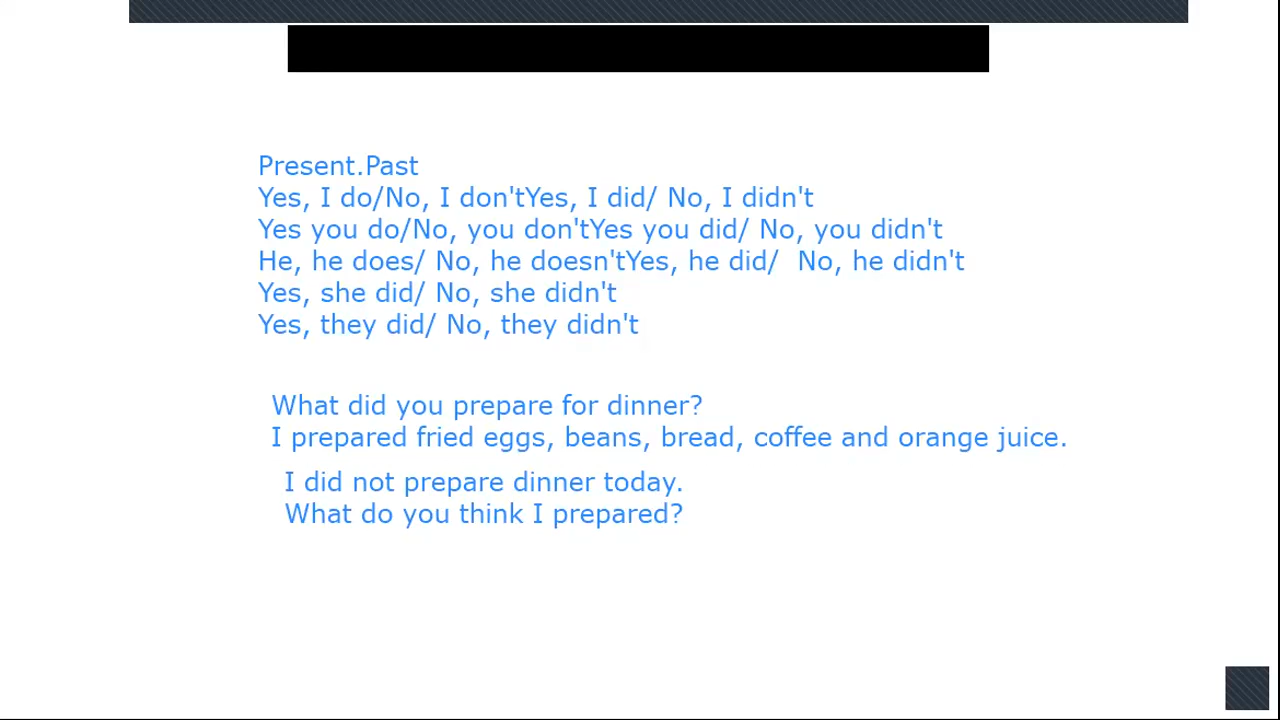 Present.Past
Yes, I do/No, I don'tYes, I did/ No, I didn't
Yes you do/No, you don'tYes you did/ No, you didn't
He, he does/ No, he doesn'tYes, he did/  No, he didn't
Yes, she did/ No, she didn't
Yes, they did/ No, they didn't
What did you prepare for dinner?
I prepared fried eggs, beans, bread, coffee and orange juice.
I did not prepare dinner today.
What do you think I prepared?